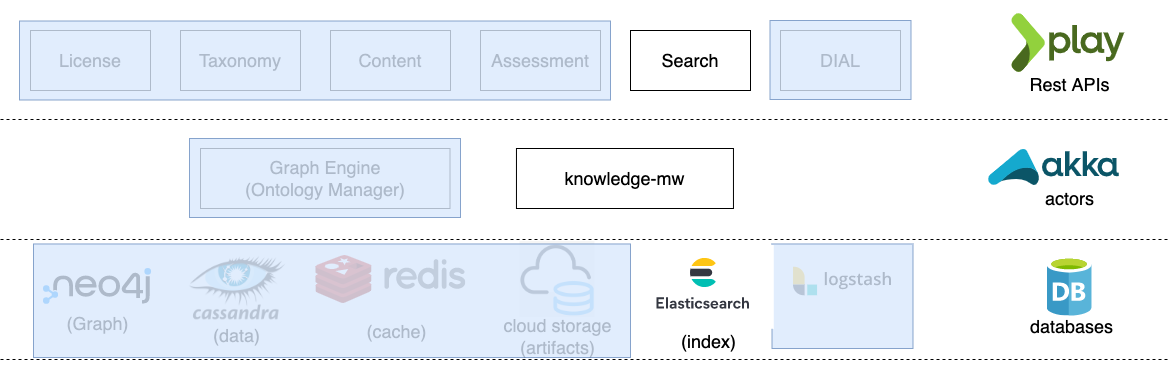 License
Taxonomy
Content
Assessment
Search
DIAL
play
Rest APIs
Graph Engine
(Ontology Manager)
knowledge-mw
akka
actors
neo4j
(Graph)
cassandra
(data)
redis
(cache)
cloud storage
(artifacts)
Elasticsearch
(index)
logstash
DB
databases